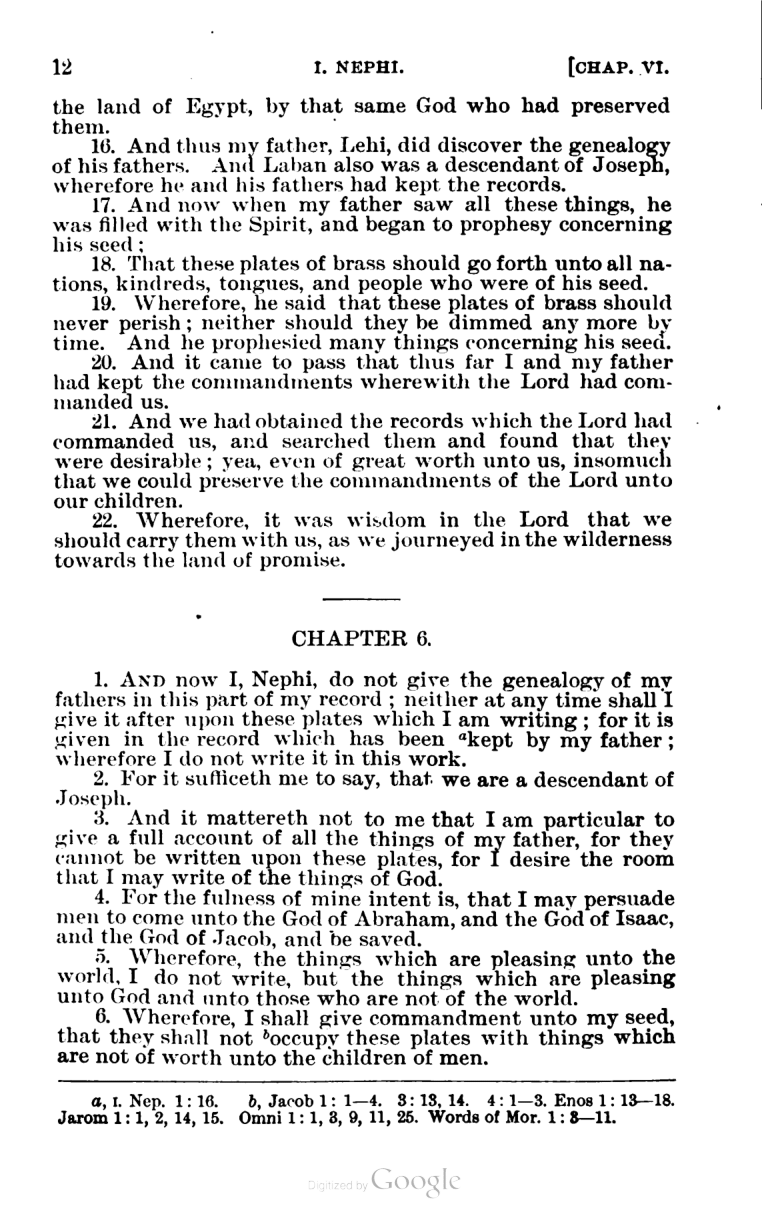 12 I. NEPHI. [CHAP. VI.
the land of Egypt, by that same God who had preserved
them.
16. And thus my father, Lehi, did discover the genealogy
of his fathers. And Laban also was a descendant of Joseph,
wherefore he and his fathers had kept the records.
17. And now when my father saw all these things, he
was filled with the Spirit, and began to prophesy concerning
his seed;
18. That these plates of brass should go forth unto all na-
tions, kindreds, tongues, and people who were of his seed.
19. Wherefore, he said that these plates of brass should
never perish; neither should they be dimmed any more by
time. And he prophesied many things concerning his seed.
20. And it came to pass that thus far I and my father
had kept the commandments wherewith the Lord had com-
manded us.
21. And we had obtained the records which the Lord had
commanded us, and searched them and found that they
were desirable; yea, even of great worth unto us, insomuch
that we could preserve the commandments of the Lord unto
our children.
22. Wherefore, it was wisdom in the Lord that we
should carry them with us, as we journeyed in the wilderness
towards the land of promise.
CHAPTER 6.
1. AND now I, Nephi, do not give the genealogy of my
fathers in this part of my record; neither at any time shall I
give it after upon these plates which I am writing; for it is
given in the record which has been ᵃkept by my father;
wherefore I do not write it in this work.
2. For it sufficeth me to say, that we are a descendant of
Joseph.
3. And it mattereth not to me that I am particular to
give a full account of all the things of my father, for they
cannot be written upon these plates, for I desire the room
that I may write of the things of God.
4. For the fulness of mine intent is, that I may persuade
men to come unto the God of Abraham, and the God of Isaac,
and the God of Jacob, and be saved.
5. Wherefore, the things which are pleasing unto the
world, I do not write, but the things which are pleasing
unto God and unto those who are not of the world.
6. Wherefore, I shall give commandment unto my seed,
that they shall not ᵇoccupy these plates with things which
are not of worth unto the children of men.
a, I. Nep. 1: 16. b, Jacob 1: 1—4. 3: 13, 14. 4: 1—3. Enos 1: 13—18.
Jarom 1: 1, 2, 14, 15. Omni 1: 1, 3, 9, 11, 25. Words of Mor. 1: 3—11.
Digitized by Google